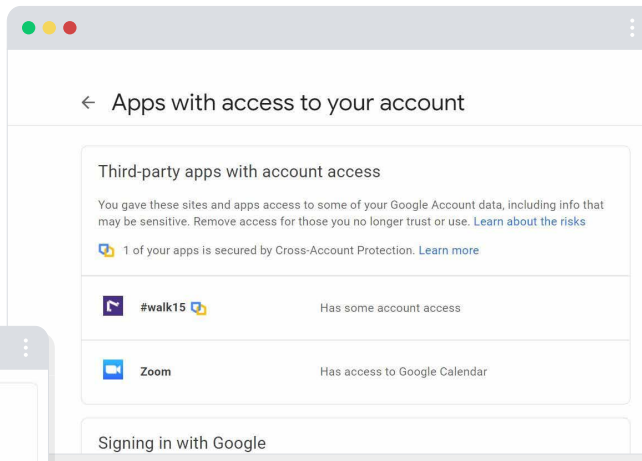 Apps with access to your account
Third-party apps with account access
You gave these sites and apps access to some of your Google Account data, including info that
may be sensitive. Remove access for those you no longer trust or use. Learn about the risks
1 of your apps is secured by Cross-Account Protection. Learn more
#walk15 Has some account access
Zoom Has access to Google Calendar
Signing in with Google